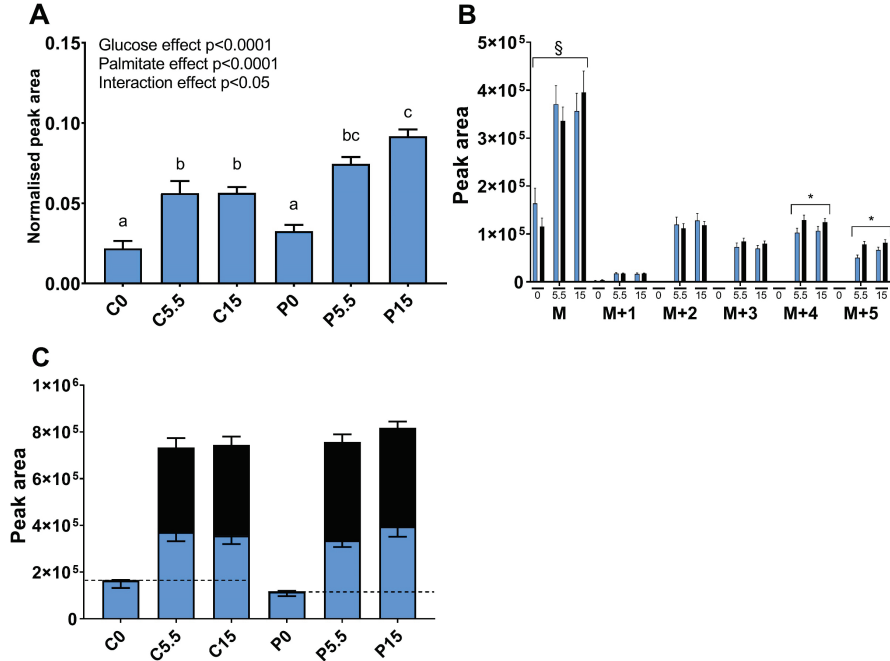 A
Glucose effect p<0.0001
Palmitate effect p<0.0001
Interaction effect p<0.05
Normalised peak area
0.15
0.10
0.05
0.00
a
b
b
a
bc
c
C0
C5.5
C15
P0
P5.5
P15
B
Peak area
5×10⁵
4×10⁵
3×10⁵
2×10⁵
1×10⁵
0
§
*
*
0 5.5 15 0 5.5 15 0 5.5 15 0 5.5 15 0 5.5 15 0 5.5 15
M M+1 M+2 M+3 M+4 M+5
C
Peak area
1×10⁶
8×10⁵
6×10⁵
4×10⁵
2×10⁵
0
C0
C5.5
C15
P0
P5.5
P15